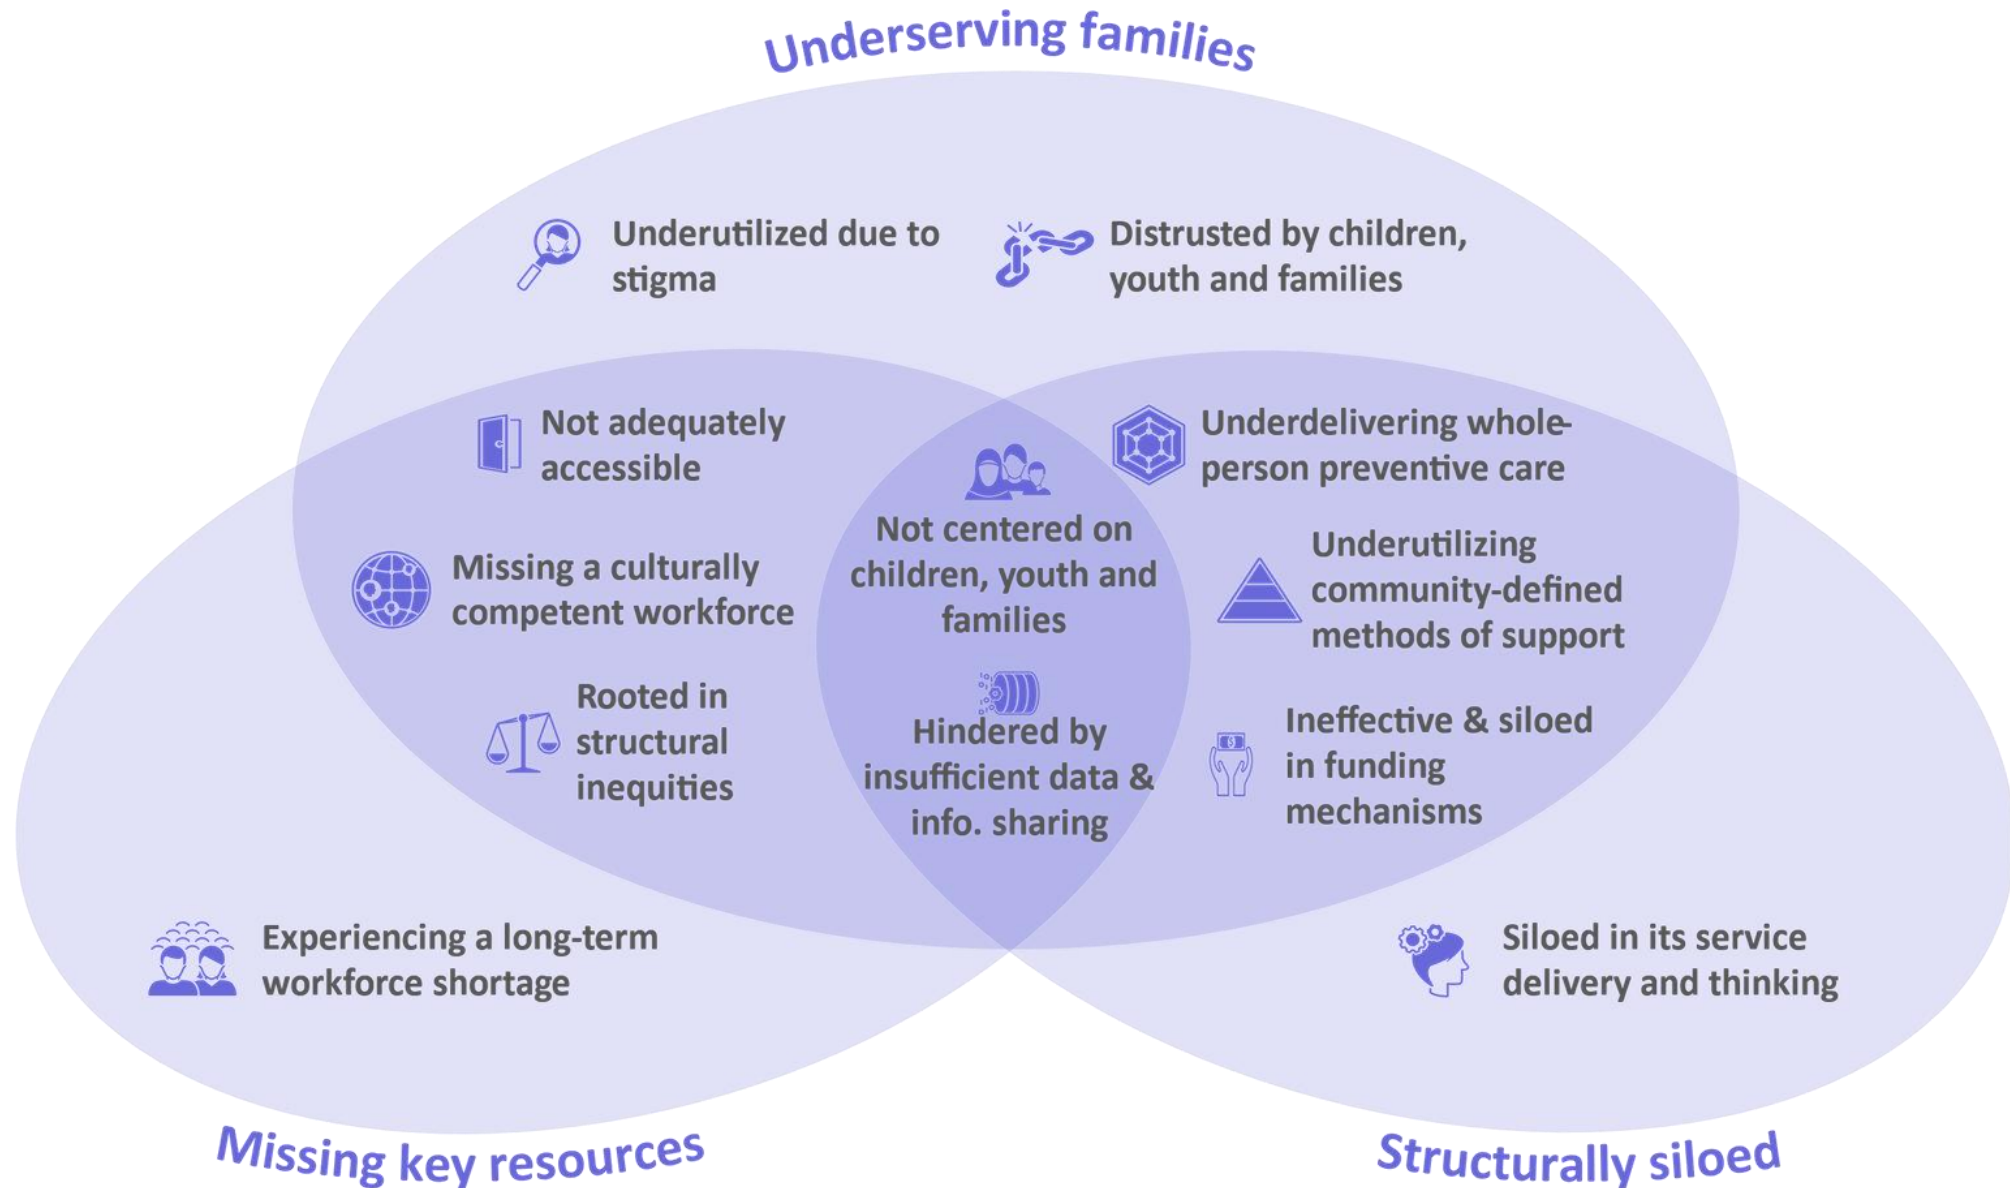 Underserving families
Underutilized due to
stigma
Distrusted by children,
youth and families
Not adequately
accessible
Underdelivering whole-
person preventive care
Not centered on
children, youth and
families
Missing a culturally
competent workforce
Underutilizing
community-defined
methods of support
Rooted in
structural
inequities
Hindered by
insufficient data &
info. sharing
Ineffective & siloed
in funding
mechanisms
Experiencing a long-term
workforce shortage
Siloed in its service
delivery and thinking
Missing key resources
Structurally siloed